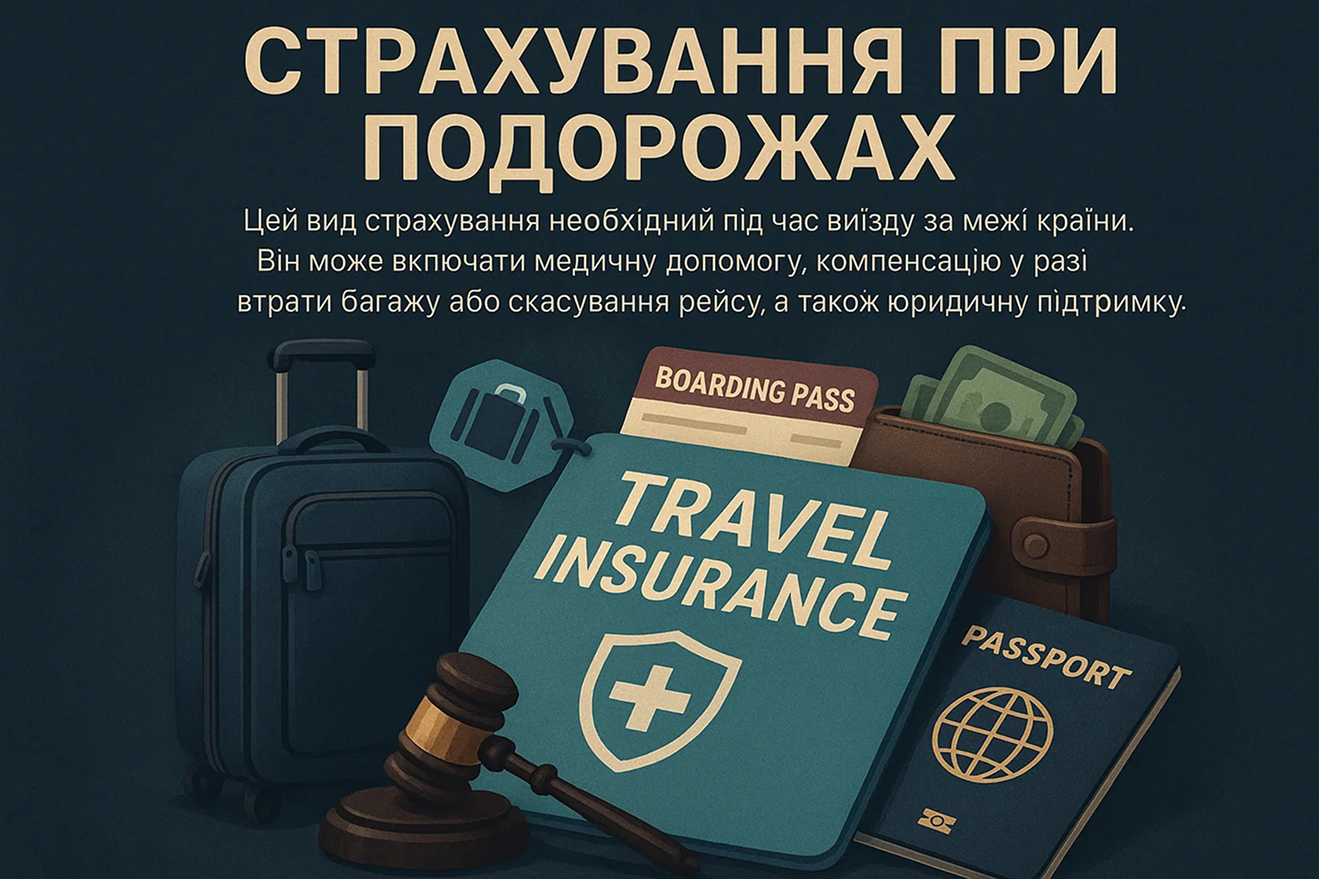 СТРАХУВАННЯ ПРИ
ПОДОРОЖАХ
Цей вид страхування необхідний під час виїзду за межі країни.
Він може вкпючати медичну допомогу, компенсацію у разі
втрати багажу або скасування рейсу, а також юридичну підтримку.
BOARDING PASS
TRAVEL
INSURANCE
PASSPORT